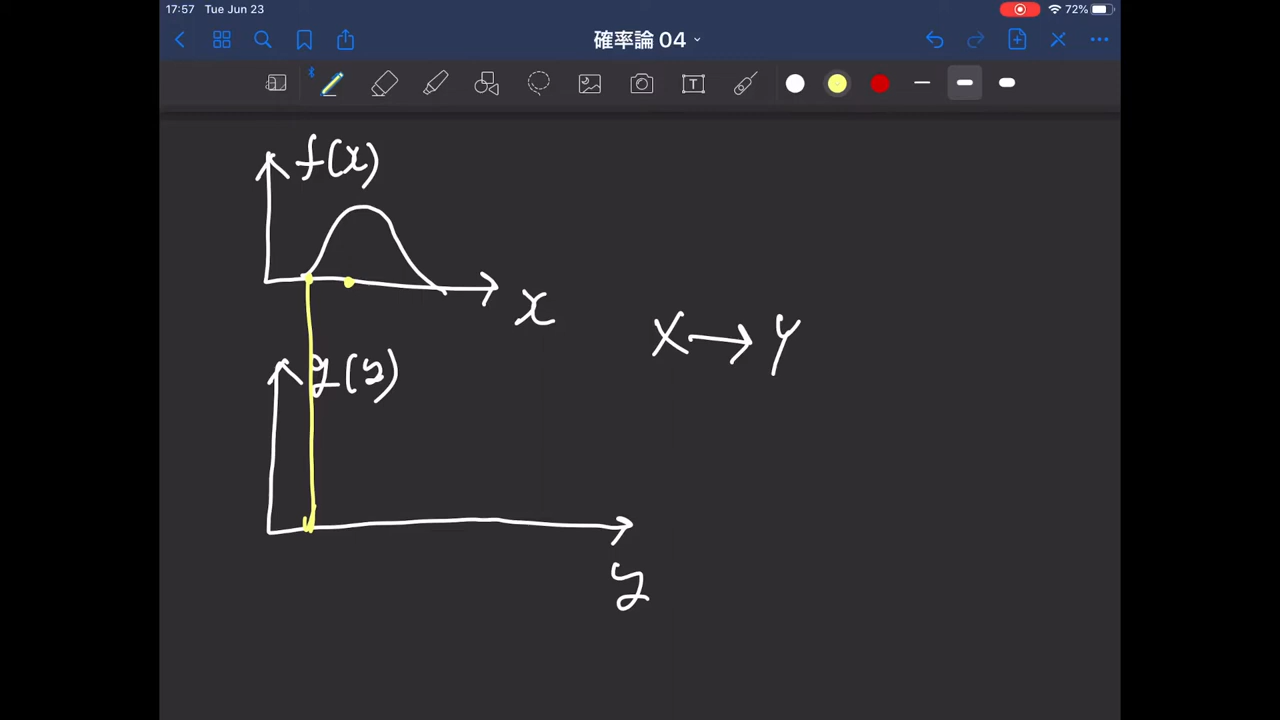 17:57 Tue Jun 23 72%
確率論 04
T
f(x)
x
X→Y
g(y)
y